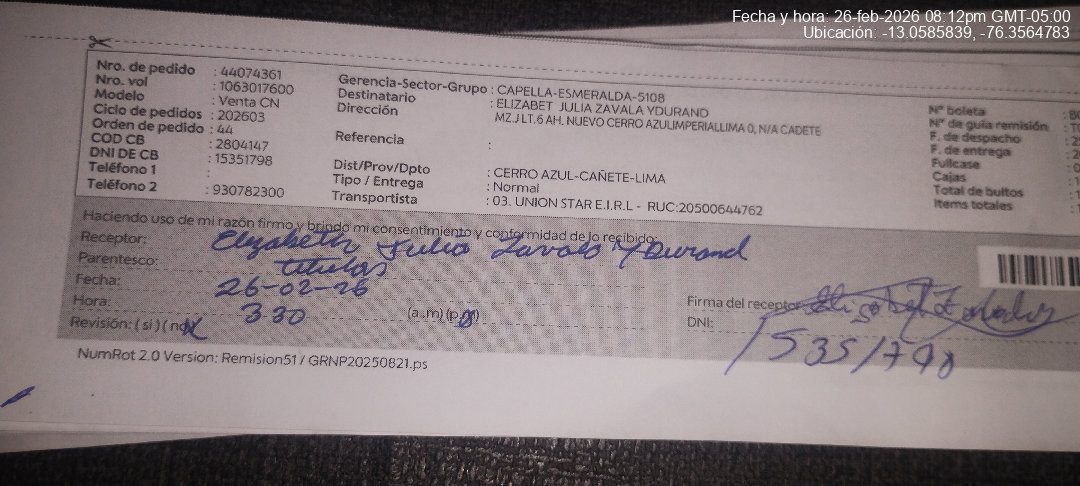 Fecha y hora: 26-feb-2026 08:12pm GMT-05:00
Ubicación: -13.0585839, -76.3564783
Nro. de pedido : 44074361
Nro. vol : 1063017600
Modelo : Venta CN
Ciclo de pedidos : 202603
Orden de pedido : 44
COD CB : 2804147
DNI DE CB : 15351798
Teléfono 1 :
Teléfono 2 : 930782300
Gerencia-Sector-Grupo : CAPELLA-ESMERALDA-5108
Destinatario : ELIZABET JULIA ZAVALA YDURAND
Dirección MZ.J LT.6 AH. NUEVO CERRO AZULIMPERIALLIMA 0, N/A CADETE
Referencia :
Dist/Prov/Dpto : CERRO AZUL-CAÑETE-LIMA
Tipo / Entrega : Normal
Transportista : 03. UNION STAR E.I.R.L - RUC:20500644762
N° boleta
N° de guía remisión
F. de despacho
F. de entrega
Fullcase
Cajas
Total de bultos
Items totales
Haciendo uso de mi razón firmo y brindo mi consentimiento y conformidad de lo recibido:
Receptor: Elizabeth Julia Zavala Ydurand
Parentesco: titular
Fecha: 26-02-26
Hora: 3 30 (a.m) (p.m)
Revisión: ( si ) ( no )
Firma del receptor
DNI: 15351798
NumRot 2.0 Version: Remision51 / GRNP20250821.ps